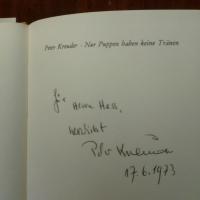 Peter Kreuder · Nur Puppen haben keine Tränen
für
Herrn Hess,
herzlichst
Peter Kreuder
17.6.1973